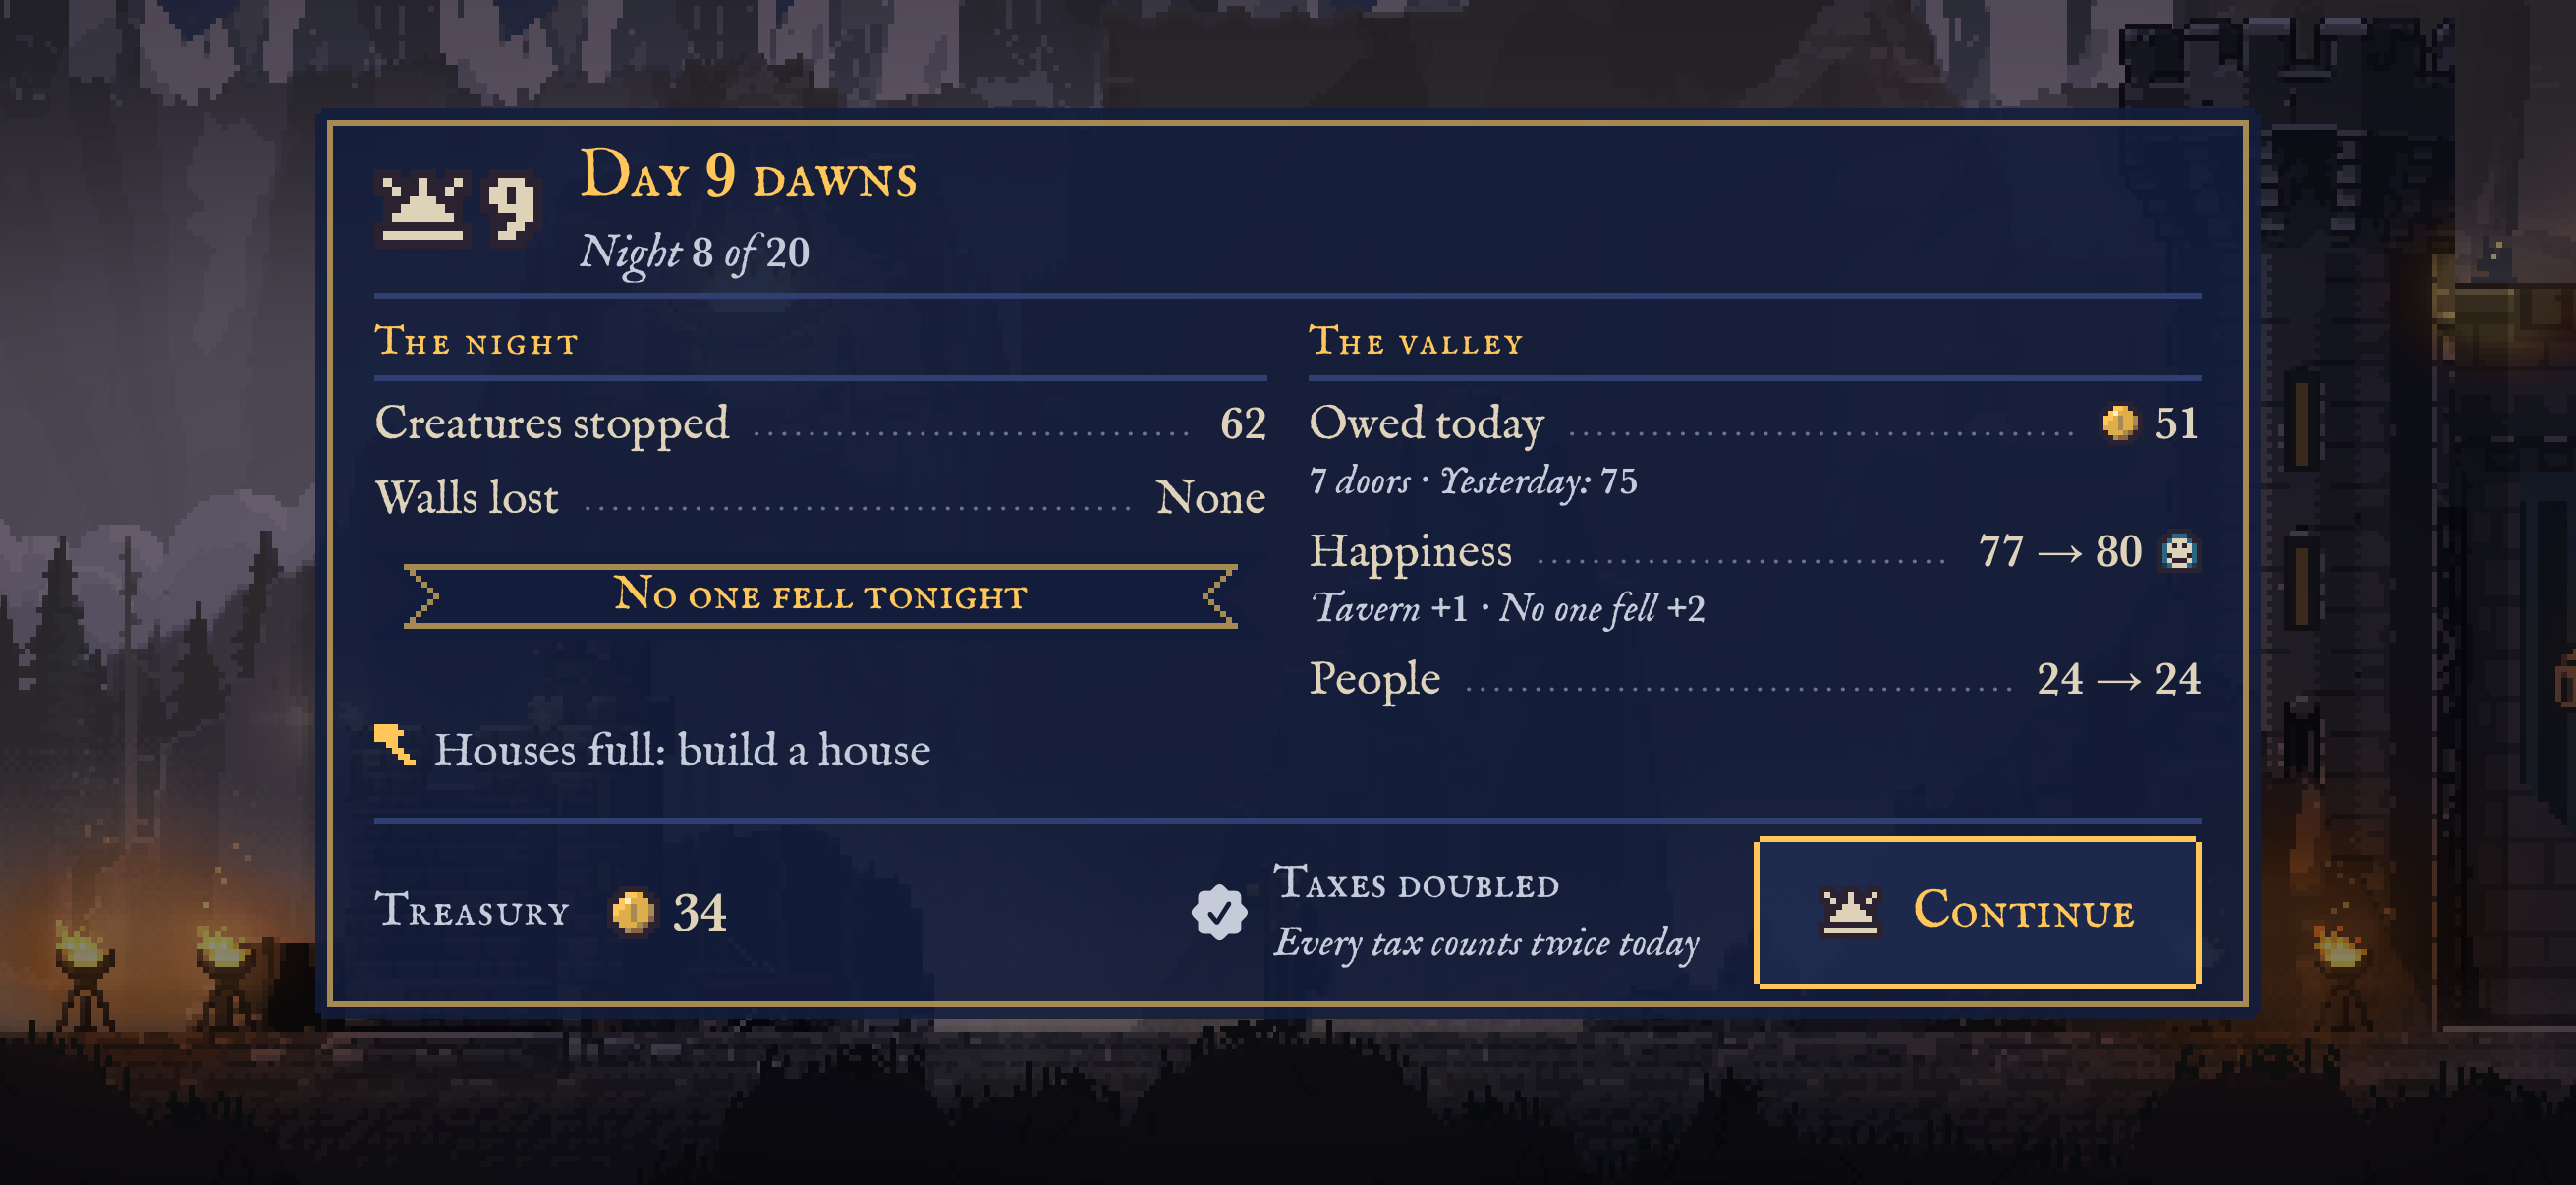 9
Day 9 dawns
Night 8 of 20
The night
Creatures stopped 62
Walls lost None
No one fell tonight
Houses full: build a house
The valley
Owed today 51
7 doors · Yesterday: 75
Happiness 77 → 80
Tavern +1 · No one fell +2
People 24 → 24
Treasury 34
Taxes doubled
Every tax counts twice today
Continue